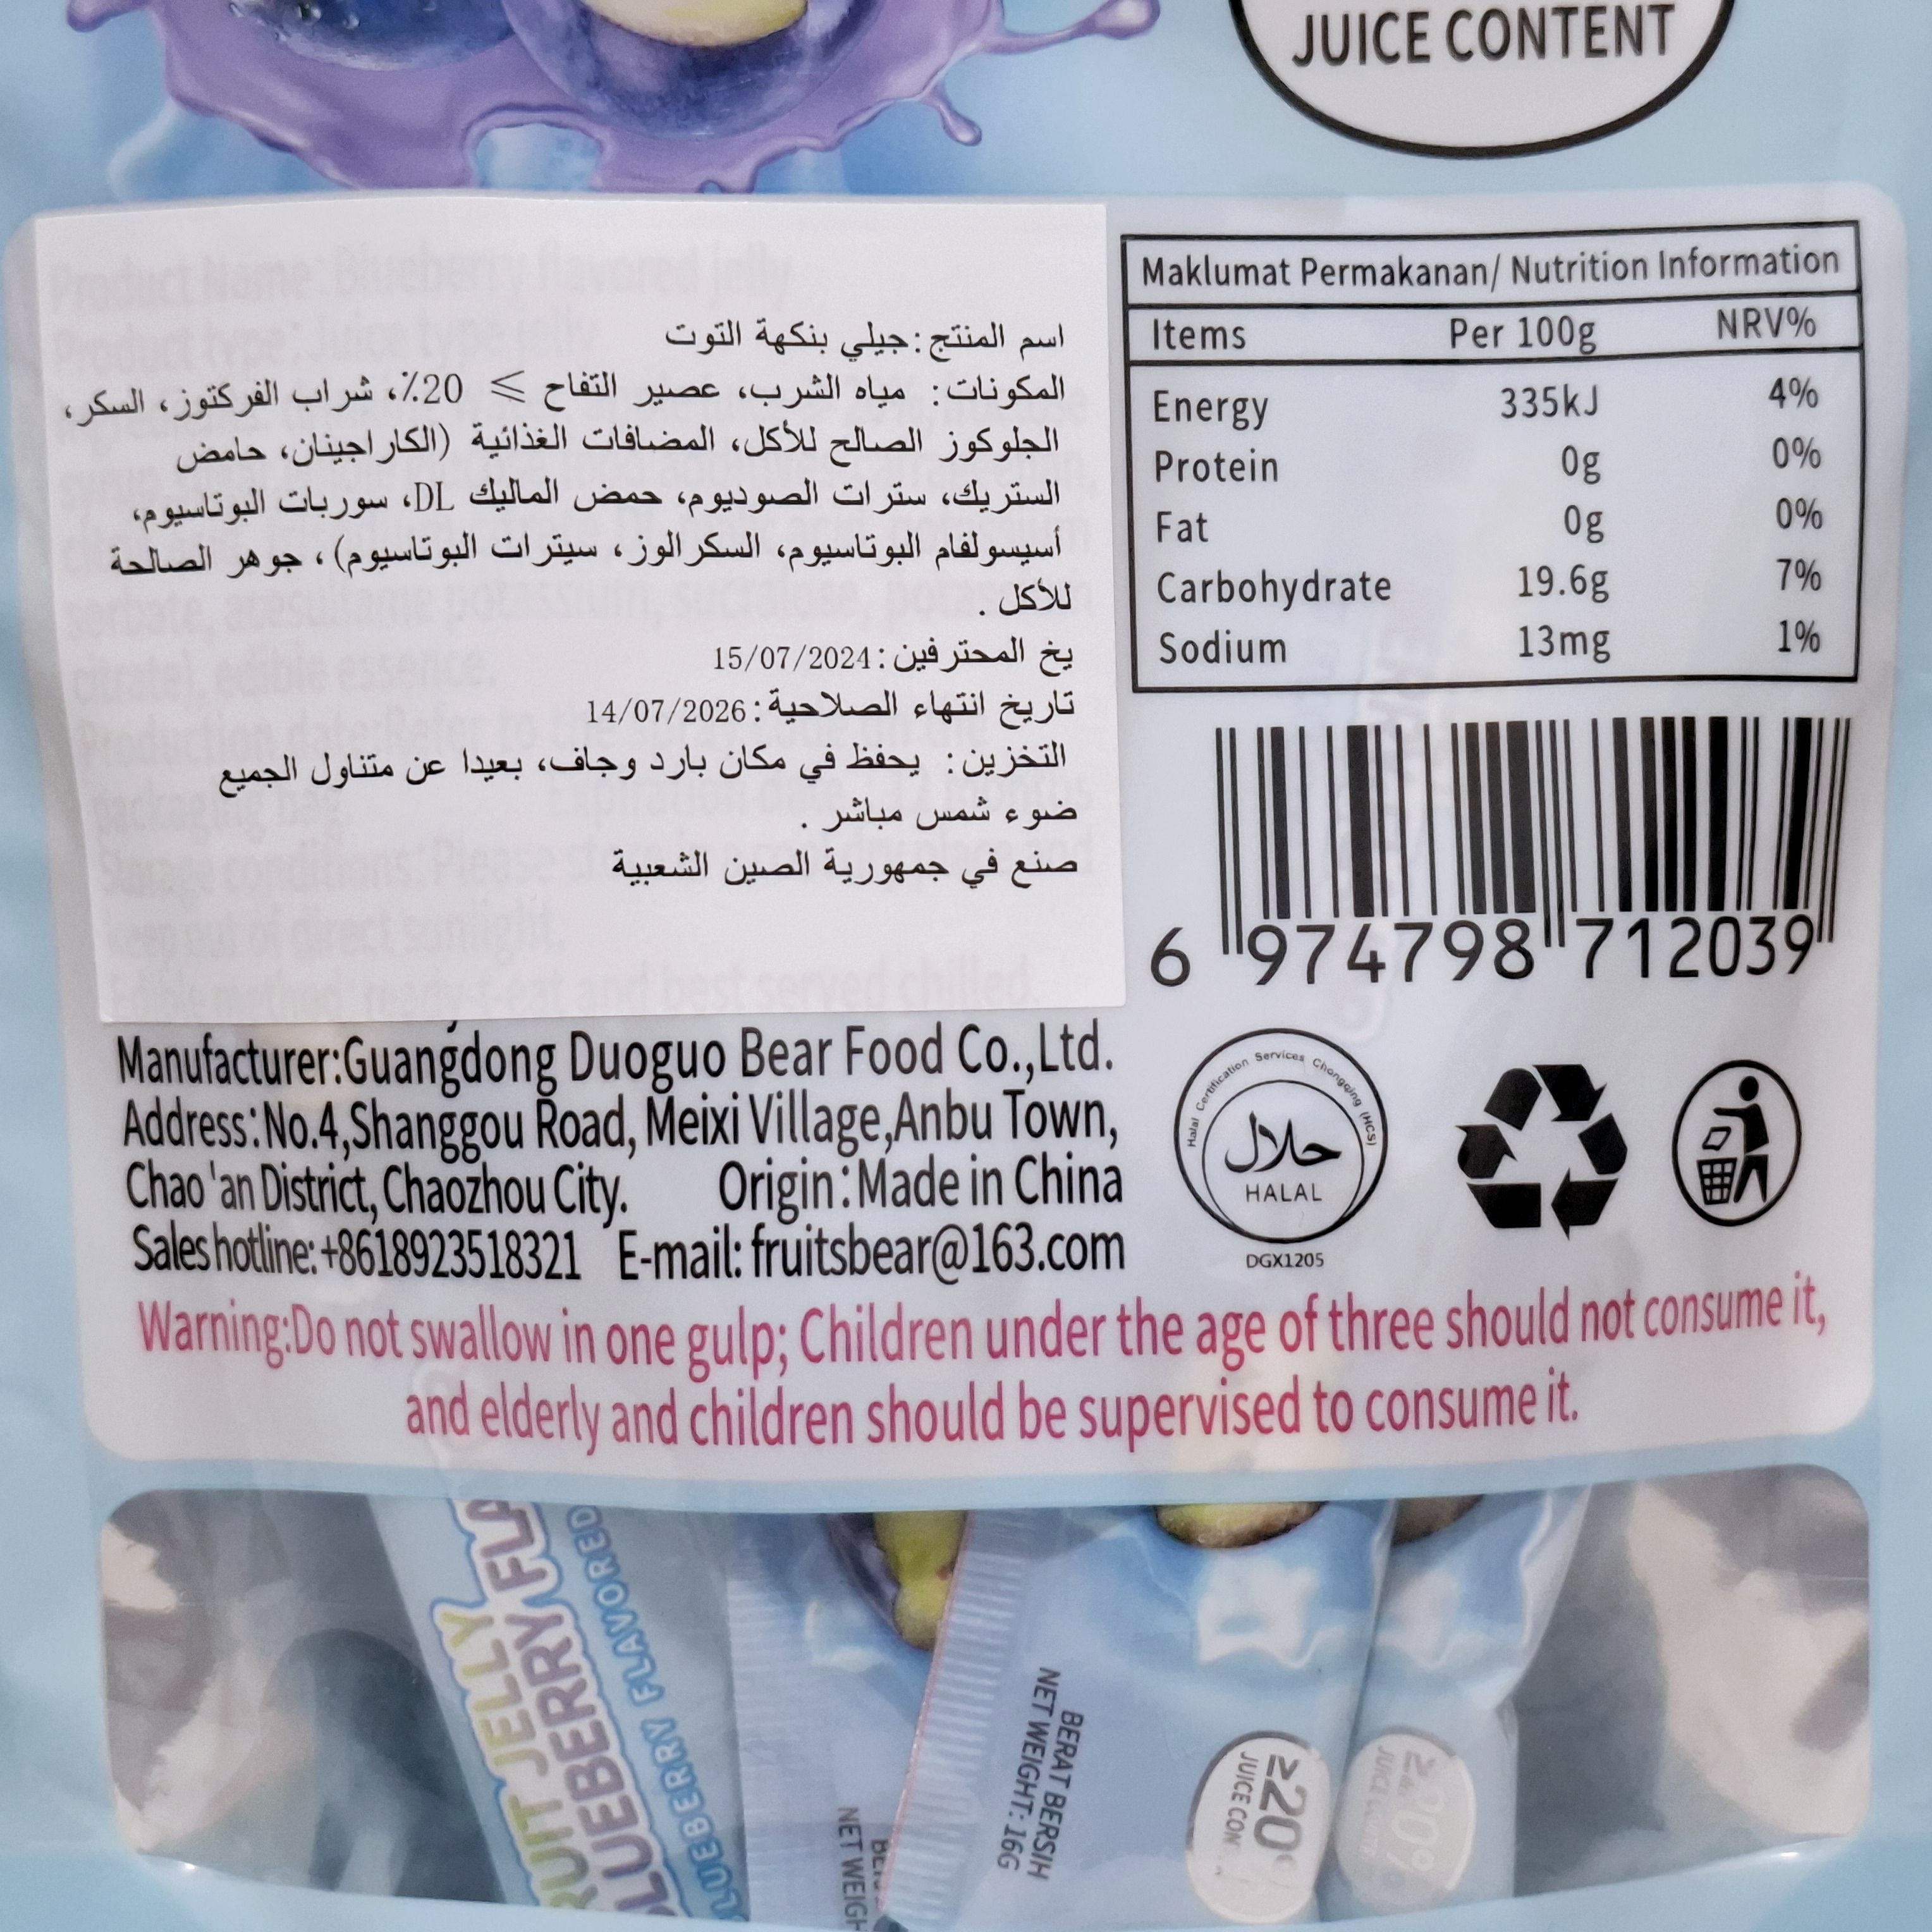 JUICE CONTENT
اسم المنتج:جيلي بنكهة التوت
المكونات: مياه الشرب، عصير التفاح ⩾ 20٪، شراب الفركتوز، السكر،
الجلوكوز الصالح للأكل، المضافات الغذائية (الكاراجينان، حامض
الستريك، سترات الصوديوم، حمض الماليك DL، سوربات البوتاسيوم،
أسيسولفام البوتاسيوم، السكرالوز، سيترات البوتاسيوم)، جوهر الصالحة
للأكل.
يخ المحترفين:15/07/2024
تاريخ انتهاء الصلاحية:14/07/2026
التخزين: يحفظ في مكان بارد وجاف، بعيدا عن متناول الجميع
ضوء شمس مباشر.
صنع في جمهورية الصين الشعبية
Maklumat Permakanan/ Nutrition Information
Items Per 100g NRV%
Energy 335kJ 4%
Protein 0g 0%
Fat 0g 0%
Carbohydrate 19.6g 7%
Sodium 13mg 1%
6 974798 712039
Manufacturer:Guangdong Duoguo Bear Food Co.,Ltd.
Address:No.4,Shanggou Road, Meixi Village,Anbu Town,
Chao'an District, Chaozhou City. Origin:Made in China
Sales hotline:+8618923518321 E-mail: fruitsbear@163.com
Halal Certification Services Chongqing (HCS)
حلال
HALAL
DGX1205
Warning:Do not swallow in one gulp; Children under the age of three should not consume it,
and elderly and children should be supervised to consume it.
JELLY
BLUEBERRY FLAVORED
BERAT BERSIH
NET WEIGHT: 16G
NET
≥20
JUICE